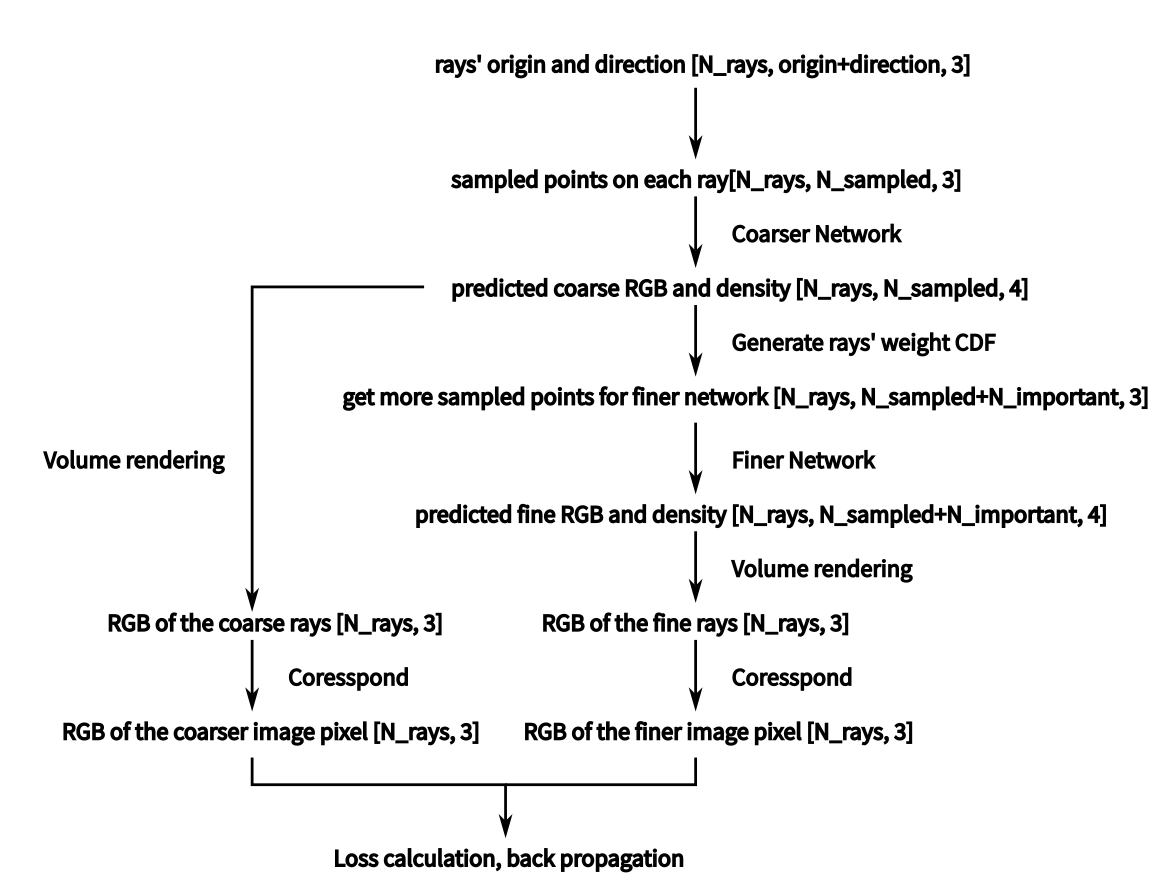 rays' origin and direction [N_rays, origin+direction, 3]
sampled points on each ray[N_rays, N_sampled, 3]
Coarser Network
predicted coarse RGB and density [N_rays, N_sampled, 4]
Generate rays' weight CDF
get more sampled points for finer network [N_rays, N_sampled+N_important, 3]
Volume rendering
Finer Network
predicted fine RGB and density [N_rays, N_sampled+N_important, 4]
Volume rendering
RGB of the coarse rays [N_rays, 3]
RGB of the fine rays [N_rays, 3]
Coresspond
Coresspond
RGB of the coarser image pixel [N_rays, 3]
RGB of the finer image pixel [N_rays, 3]
Loss calculation, back propagation